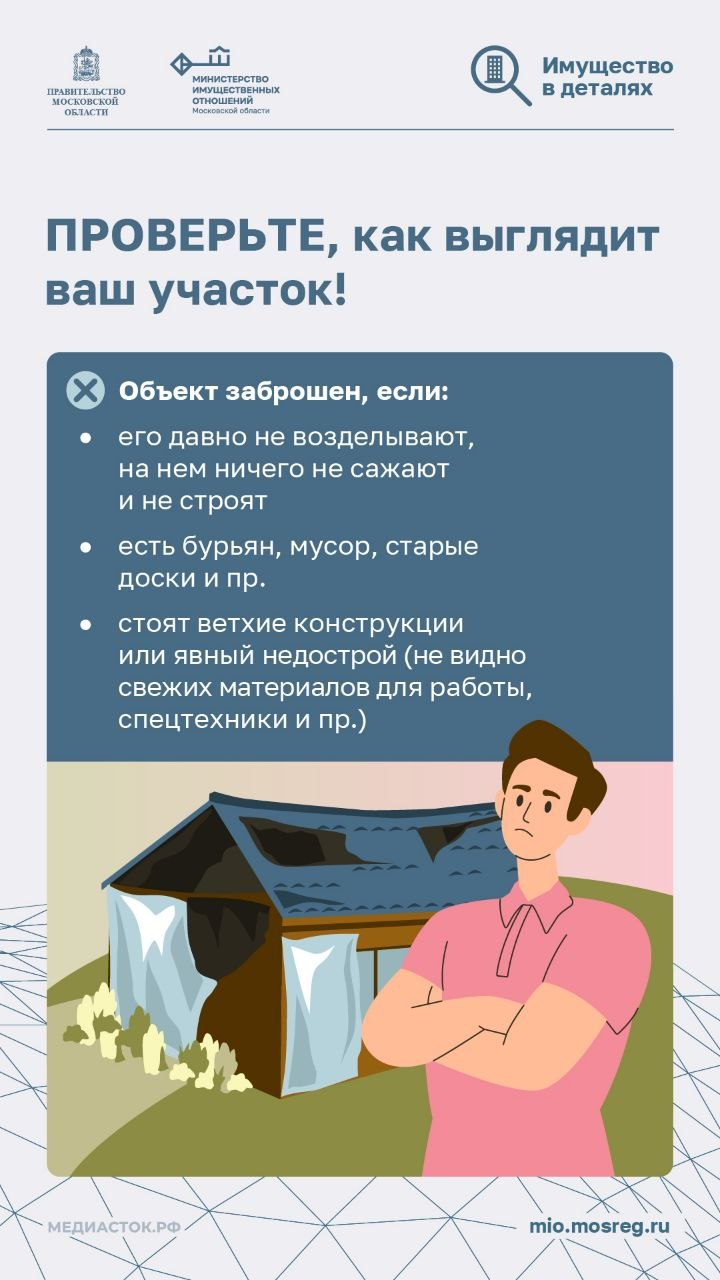 ПРАВИТЕЛЬСТВО
МОСКОВСКОЙ
ОБЛАСТИ
МИНИСТЕРСТВО
ИМУЩЕСТВЕННЫХ
ОТНОШЕНИЙ
Московской области
Имущество
в деталях
ПРОВЕРЬТЕ, как выглядит
ваш участок!
Объект заброшен, если:
• его давно не возделывают,
на нем ничего не сажают
и не строят
• есть бурьян, мусор, старые
доски и пр.
• стоят ветхие конструкции
или явный недострой (не видно
свежих материалов для работы,
спецтехники и пр.)
МЕДИАСТОК.РФ
mio.mosreg.ru